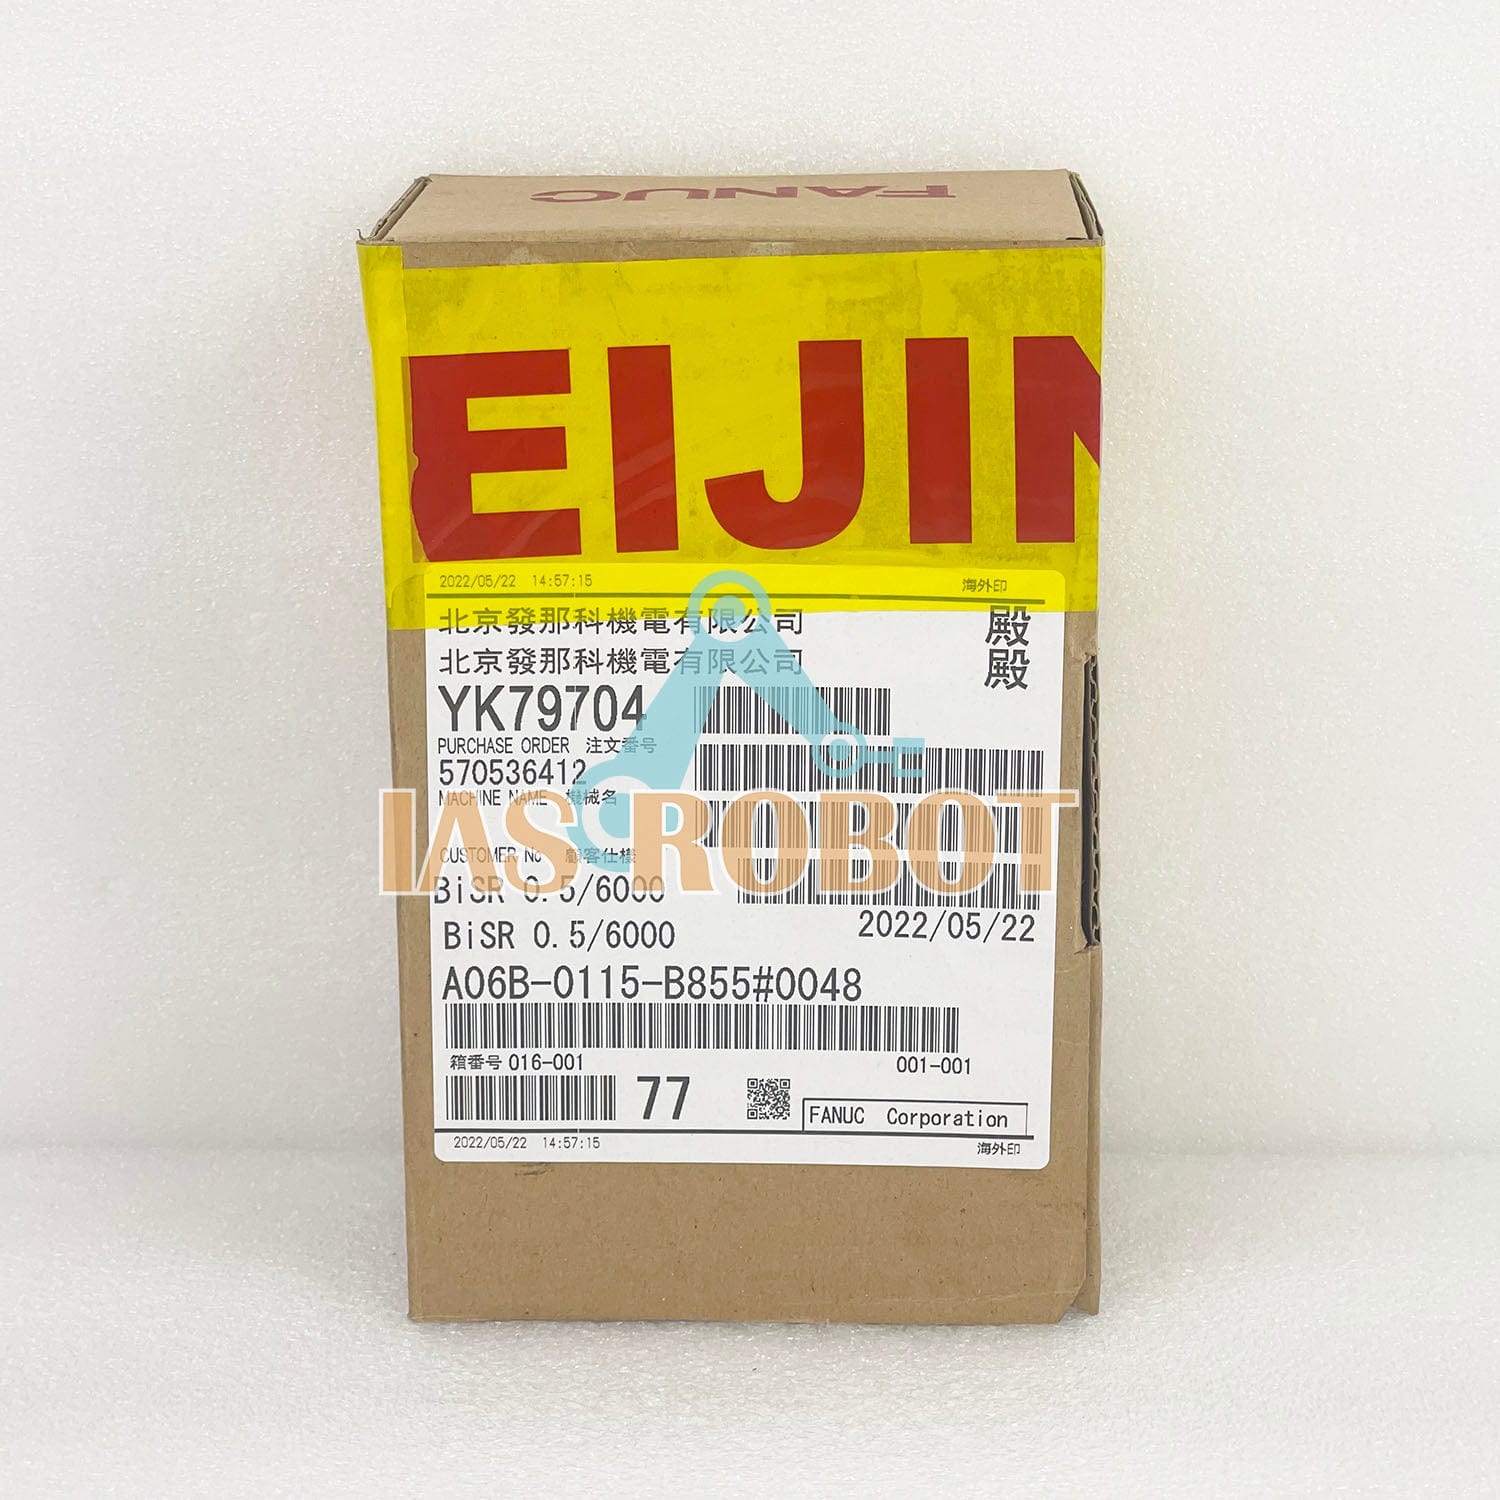 FANUC
EIJIN
2022/05/22 14:57:15 海外印
北京發那科機電有限公司 殿
北京發那科機電有限公司 殿
YK79704
PURCHASE ORDER 注文番号
570536412
MACHINE NAME 機械名
IAS ROBOT
CUSTOMER No 顧客仕様
BiSR 0.5/6000
2022/05/22
BiSR 0.5/6000
A06B-0115-B855#0048
箱番号 016-001 001-001
77
FANUC Corporation
2022/05/22 14:57:15 海外印